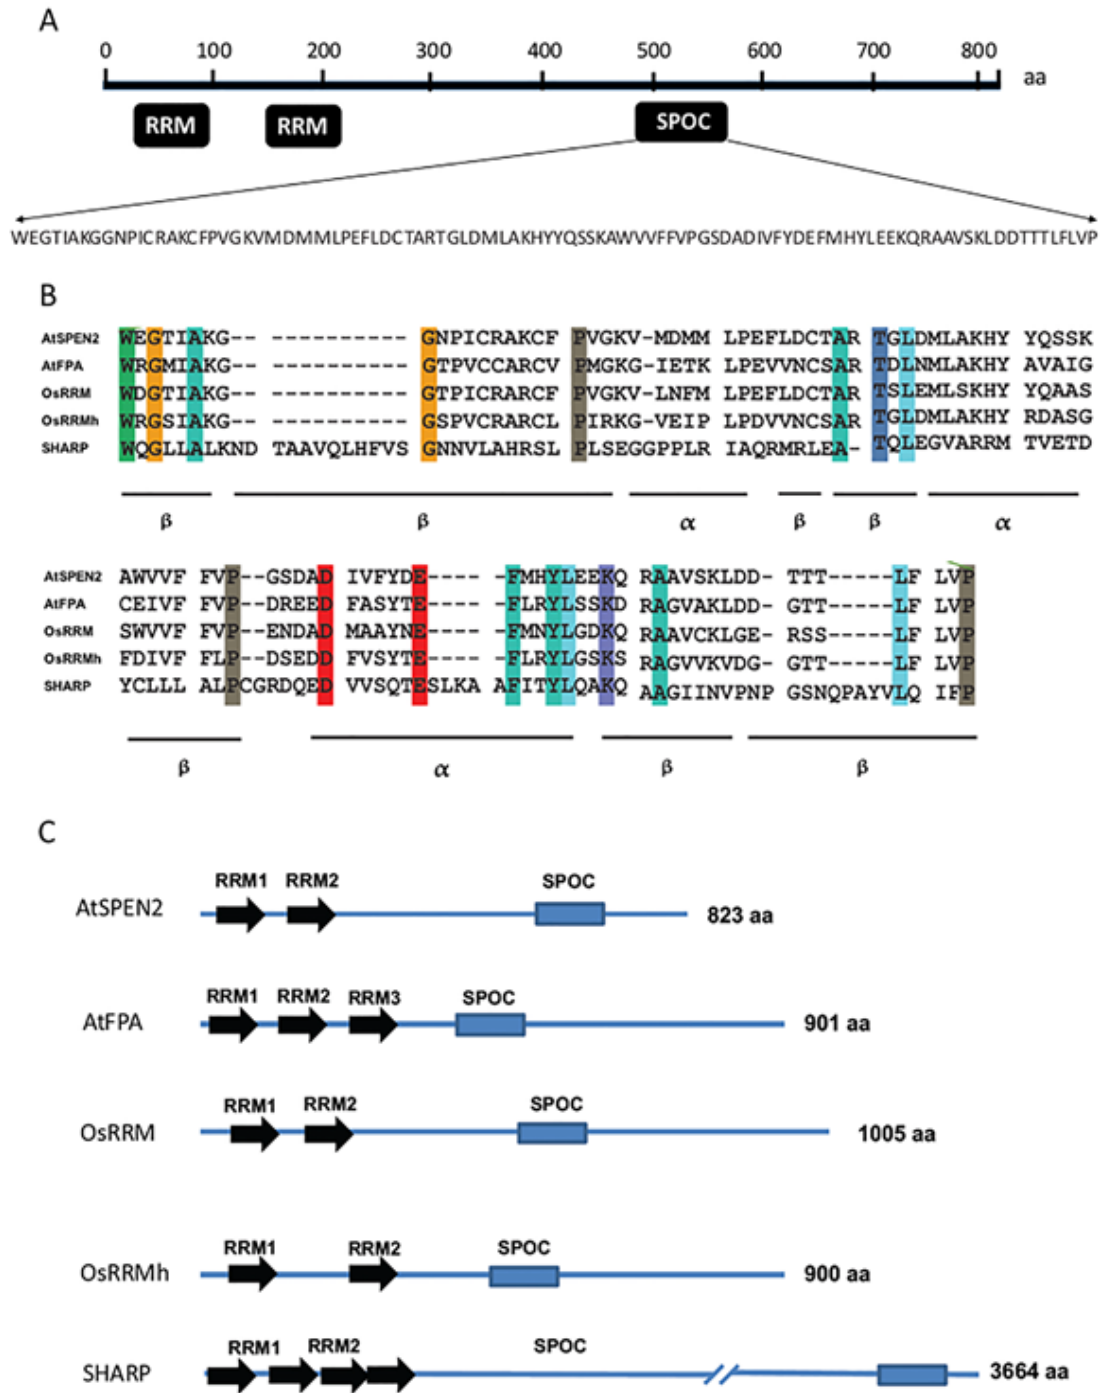 A
0 100 200 300 400 500 600 700 800 aa
RRM RRM SPOC
WEGTIAKGGNPICRAKCFPVGKVMDMMLPEFLDCTARTGLDMLAKHYYQSSKAWVVFFVPGSDADIVFYDEFMHYLEEKQRAAVSKLDDTTTLFLVP
B
AtSPEN2 WEGTIAKG-- ---------- GNPICRAKCF PVGKV-MDMM LPEFLDCTAR TGLDMLAKHY YQSSK
AtFPA WRGMIAKG-- ---------- GTPVCCARCV PMGKG-IETK LPEVVNCSAR TDLNMLAKHY AVAIG
OsRRM WDGTIAKG-- ---------- GTPICRARCF PVGKV-LNFM LPEFLDCTAR TSLEMLSKHY YQAAS
OsRRMh WRGSIAKG-- ---------- GSPVCRARCL PIRKG-VEIP LPDVVNCSAR TGLDMLAKHY RDASG
SHARP WQGLLALKND TAAVQLHFVS GNNVLAHRSL PLSEGGPPLR IAQRMRLEA- TQLEGVARRM TVETD
β β α β β α
AtSPEN2 AWVVF FVP--GSDAD IVFYDE---- -FMHYLEEKQ RAAVSKLDD- TTT-----LF LVP
AtFPA CEIVF FVP--DREED FASYTE---- -FLRYLSSKD RAGVAKLDD- GTT-----LF LVP
OsRRM SWVVF FVP--ENDAD MAAYNE---- -FMNYLGDKQ RAAVCKLGE- RSS-----LF LVP
OsRRMh FDIVF FLP--DSEDD FVSYTE---- -FLRYLGSKS RAGVVKVDG- GTT-----LF LVP
SHARP YCLLL ALPCGRDQED VVSQTESLKA AFITYLQAKQ AAGIINVPNP GSNQPAYVLQ IFP
β α β β
C
RRM1 RRM2 SPOC
AtSPEN2 823 aa
RRM1 RRM2 RRM3 SPOC
AtFPA 901 aa
RRM1 RRM2 SPOC
OsRRM 1005 aa
RRM1 RRM2 SPOC
OsRRMh 900 aa
RRM1 RRM2 SPOC
SHARP 3664 aa